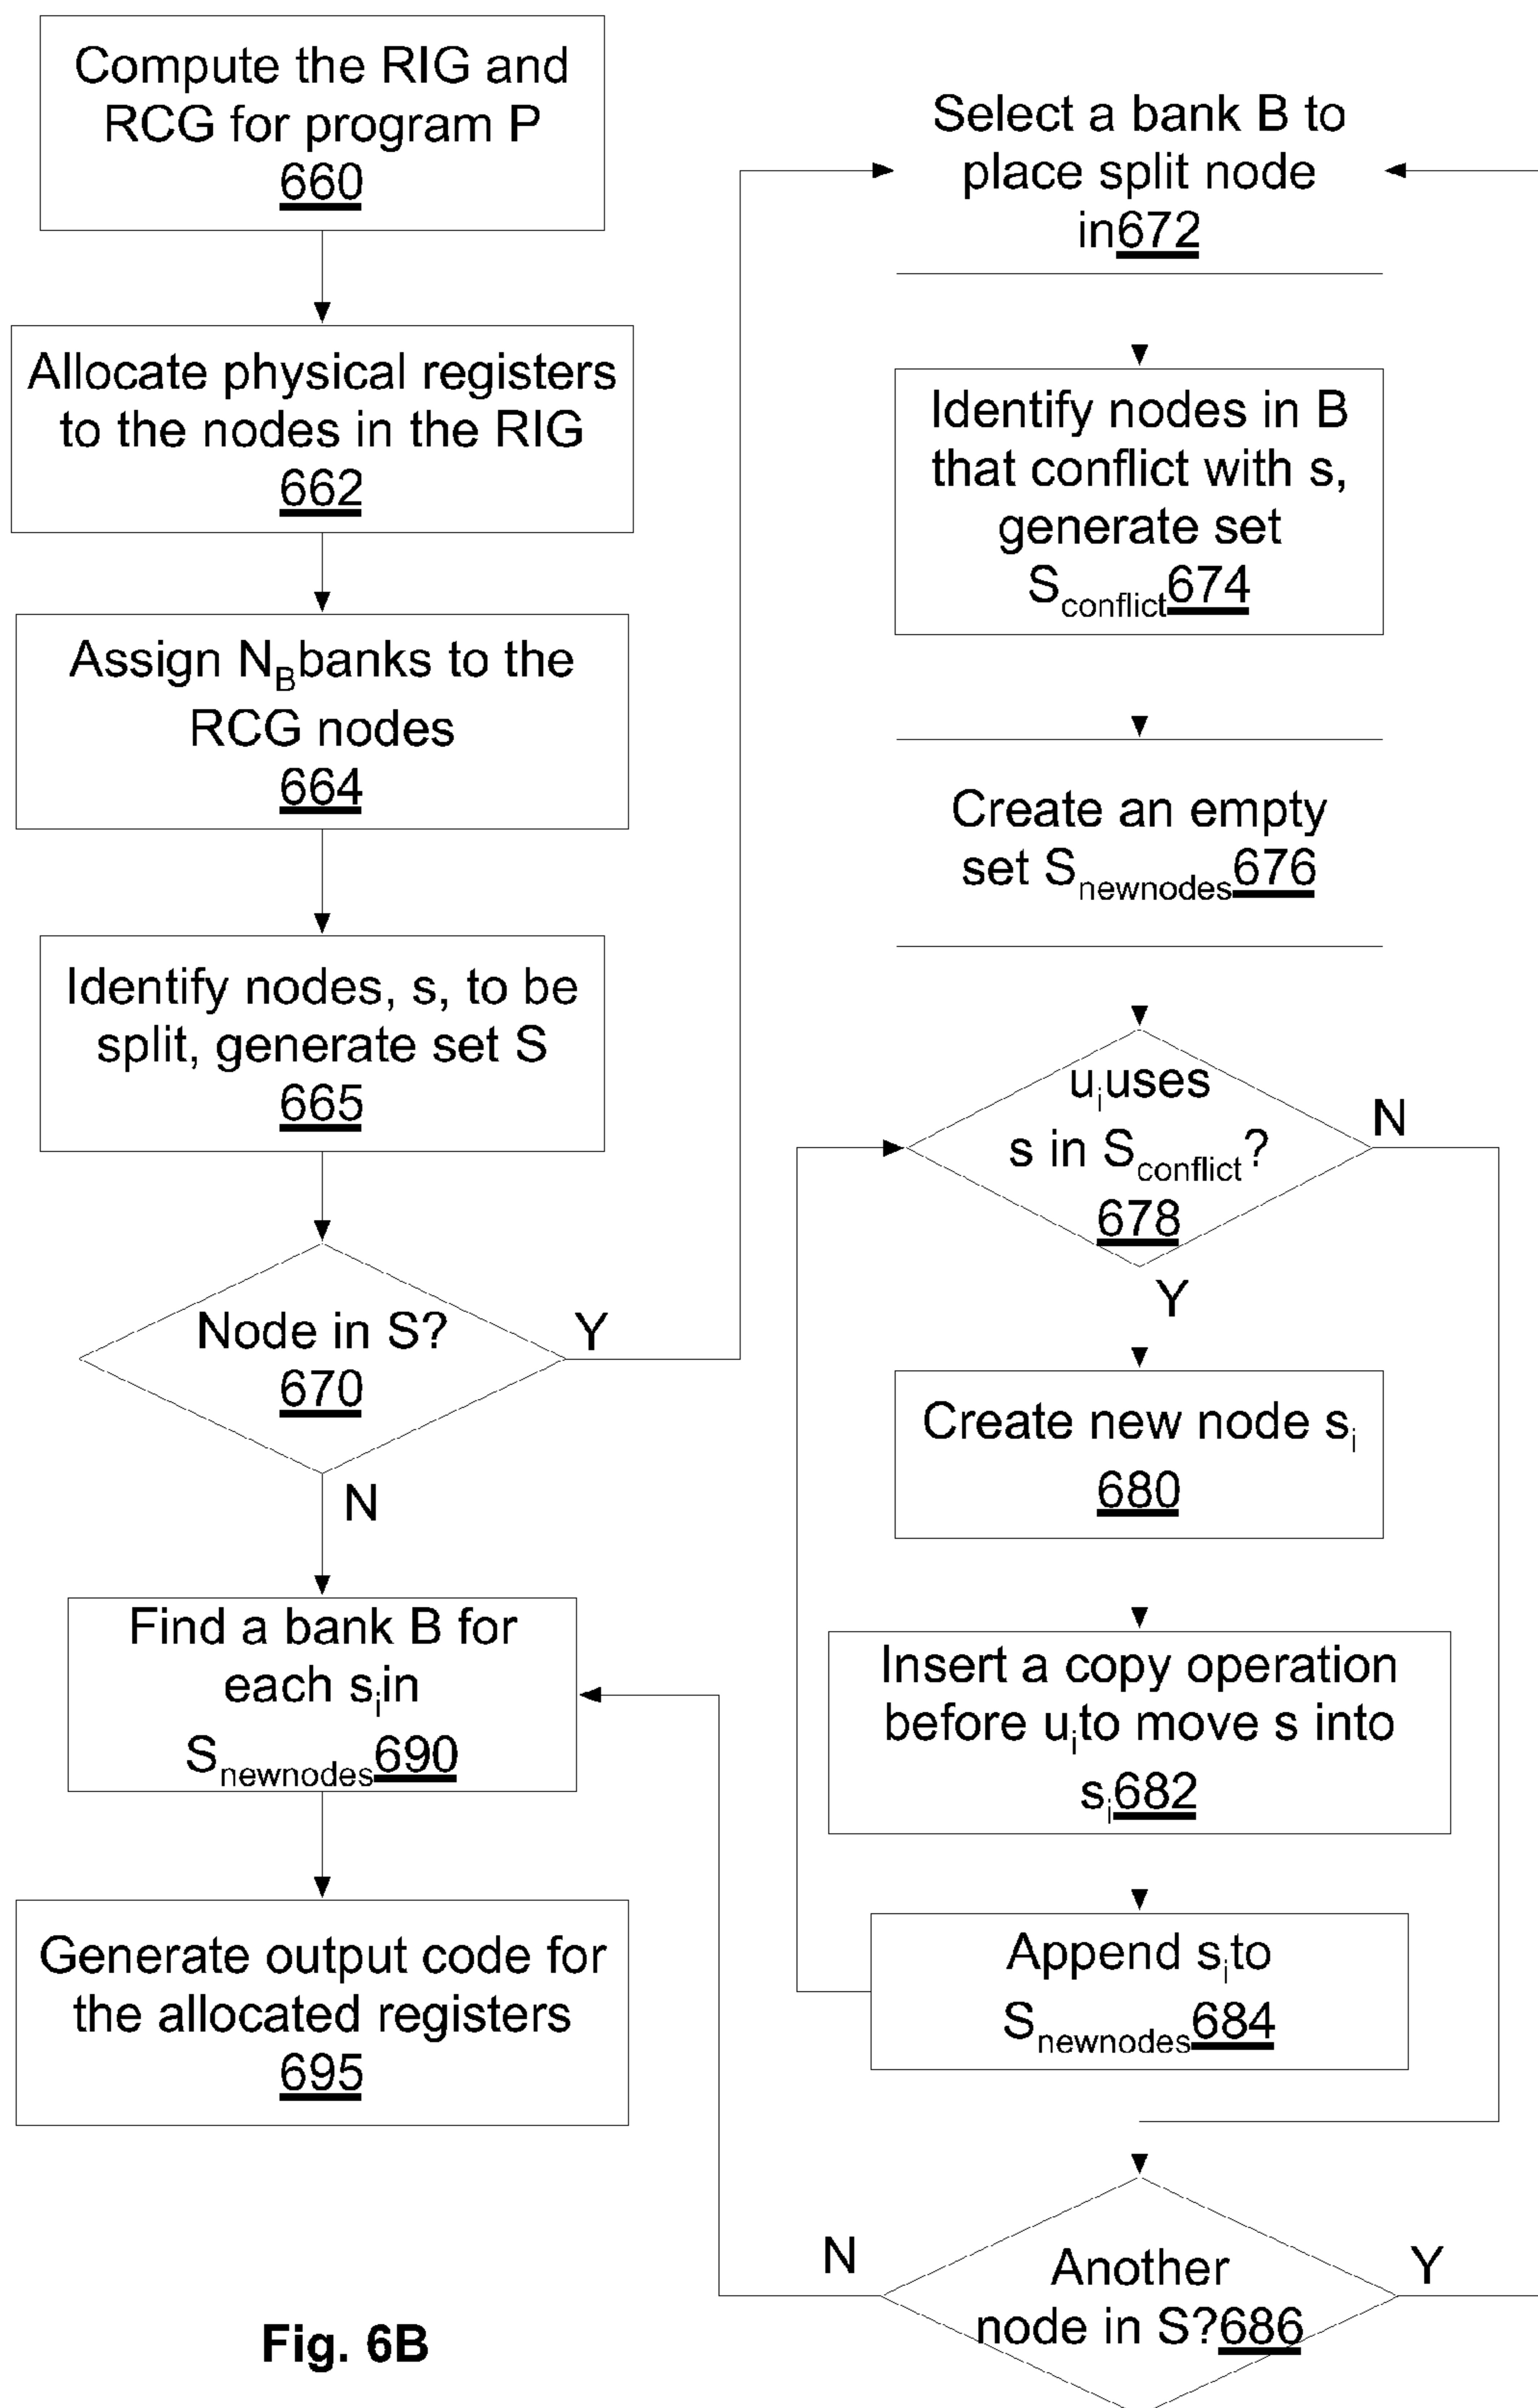 Compute the RIG and
RCG for program P
660
Allocate physical registers
to the nodes in the RIG
662
Assign N_B banks to the
RCG nodes
664
Identify nodes, s, to be
split, generate set S
665
Node in S?
670
Y
N
Find a bank B for
each s_i in
S_newnodes 690
Generate output code for
the allocated registers
695
Select a bank B to
place split node
in 672
Identify nodes in B
that conflict with s,
generate set
S_conflict 674
Create an empty
set S_newnodes 676
u_i uses
s in S_conflict?
678
N
Y
Create new node s_i
680
Insert a copy operation
before u_i to move s into
s_i 682
Append s_i to
S_newnodes 684
Another
node in S? 686
N
Y
Fig. 6B